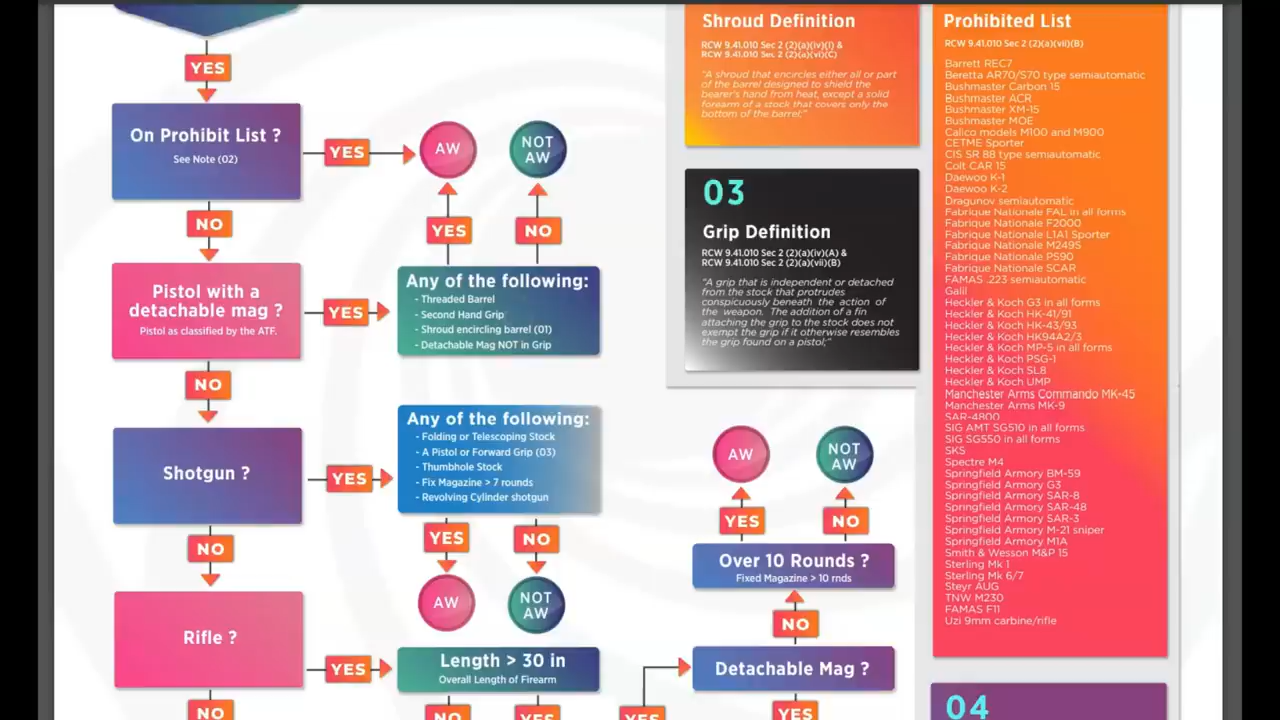 YES
On Prohibit List ?
See Note (02)
YES
AW
NOT
AW
NO
YES
NO
Pistol with a
detachable mag ?
Pistol as classified by the ATF.
YES
Any of the following:
- Threaded Barrel
- Second Hand Grip
- Shroud encircling barrel (01)
- Detachable Mag NOT in Grip
NO
Shotgun ?
YES
Any of the following:
- Folding or Telescoping Stock
- A Pistol or Forward Grip (03)
- Thumbhole Stock
- Fix Magazine > 7 rounds
- Revolving Cylinder shotgun
NO
YES
NO
AW
NOT
AW
Rifle ?
YES
Length > 30 in
Overall Length of Firearm
NO
NO
YES
YES
AW
NOT
AW
YES
NO
Over 10 Rounds ?
Fixed Magazine > 10 rnds
NO
Detachable Mag ?
YES
Shroud Definition
RCW 9.41.010 Sec 2 (2)(a)(iv)(I) &
RCW 9.41.010 Sec 2 (2)(a)(vi)(C)
"A shroud that encircles either all or part
of the barrel designed to shield the
bearer's hand from heat, except a solid
forearm of a stock that covers only the
bottom of the barrel;"
03
Grip Definition
RCW 9.41.010 Sec 2 (2)(a)(iv)(A) &
RCW 9.41.010 Sec 2 (2)(a)(vii)(B)
"A grip that is independent or detached
from the stock that protrudes
conspicuously beneath the action of
the weapon. The addition of a fin
attaching the grip to the stock does not
exempt the grip if it otherwise resembles
the grip found on a pistol;"
Prohibited List
RCW 9.41.010 Sec 2 (2)(a)(vii)(B)
Barrett REC7
Beretta AR70/S70 type semiautomatic
Bushmaster Carbon 15
Bushmaster ACR
Bushmaster XM-15
Bushmaster MOE
Calico models M100 and M900
CETME Sporter
CIS SR 88 type semiautomatic
Colt CAR 15
Daewoo K-1
Daewoo K-2
Dragunov semiautomatic
Fabrique Nationale FAL in all forms
Fabrique Nationale F2000
Fabrique Nationale L1A1 Sporter
Fabrique Nationale M249S
Fabrique Nationale PS90
Fabrique Nationale SCAR
FAMAS .223 semiautomatic
Galil
Heckler & Koch G3 in all forms
Heckler & Koch HK-41/91
Heckler & Koch HK-43/93
Heckler & Koch HK94A2/3
Heckler & Koch MP-5 in all forms
Heckler & Koch PSG-1
Heckler & Koch SL8
Heckler & Koch UMP
Manchester Arms Commando MK-45
Manchester Arms MK-9
SAR-4800
SIG AMT SG510 in all forms
SIG SG550 in all forms
SKS
Spectre M4
Springfield Armory BM-59
Springfield Armory G3
Springfield Armory SAR-8
Springfield Armory SAR-48
Springfield Armory SAR-3
Springfield Armory M-21 sniper
Springfield Armory M1A
Smith & Wesson M&P 15
Sterling Mk 1
Sterling Mk 6/7
Steyr AUG
TNW M230
FAMAS F11
Uzi 9mm carbine/rifle
04